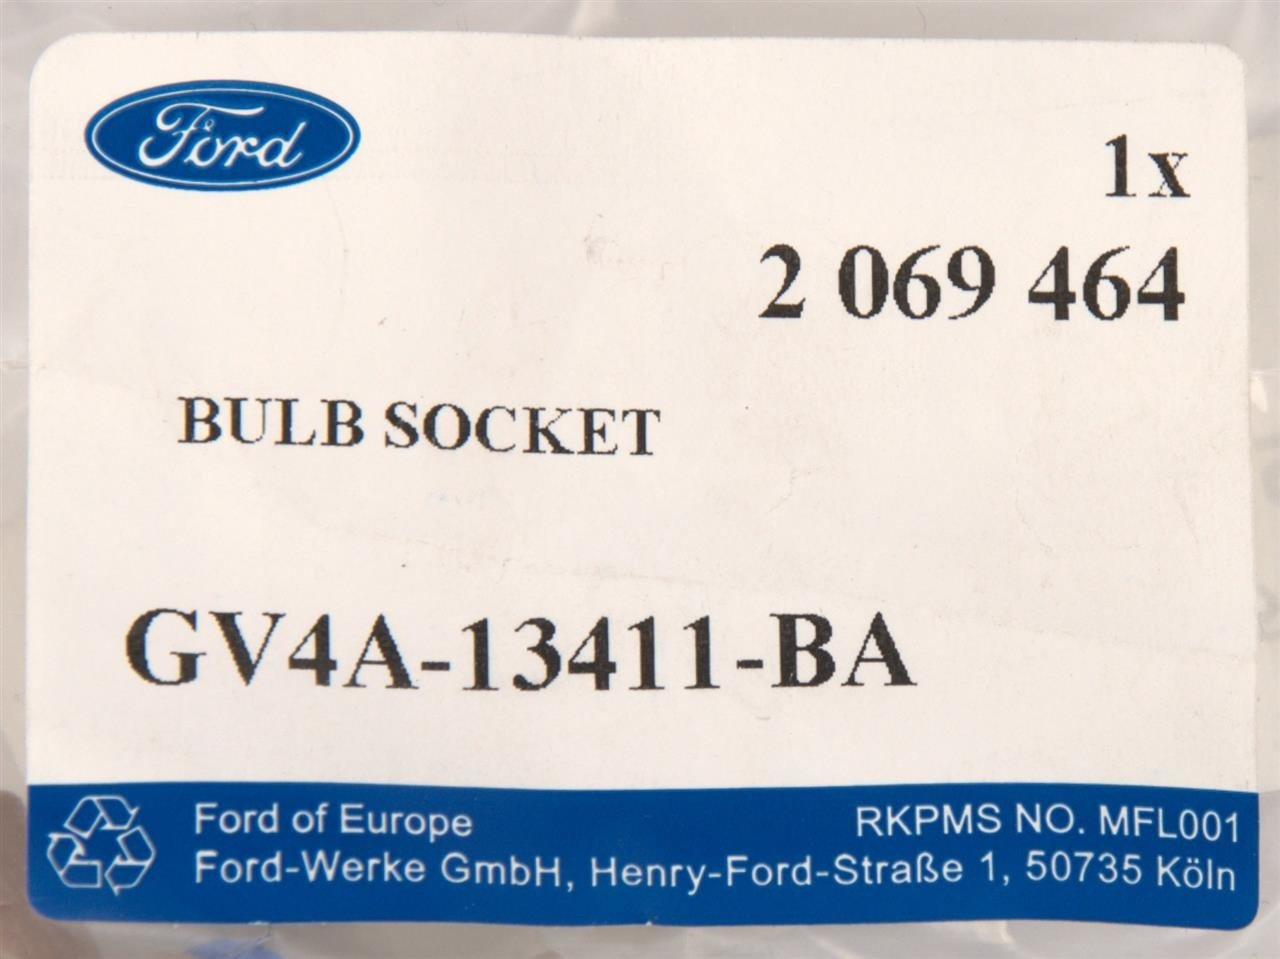 Ford
1x
2 069 464
BULB SOCKET
GV4A-13411-BA
Ford of Europe
RKPMS NO. MFL001
Ford-Werke GmbH, Henry-Ford-Straße 1, 50735 Köln